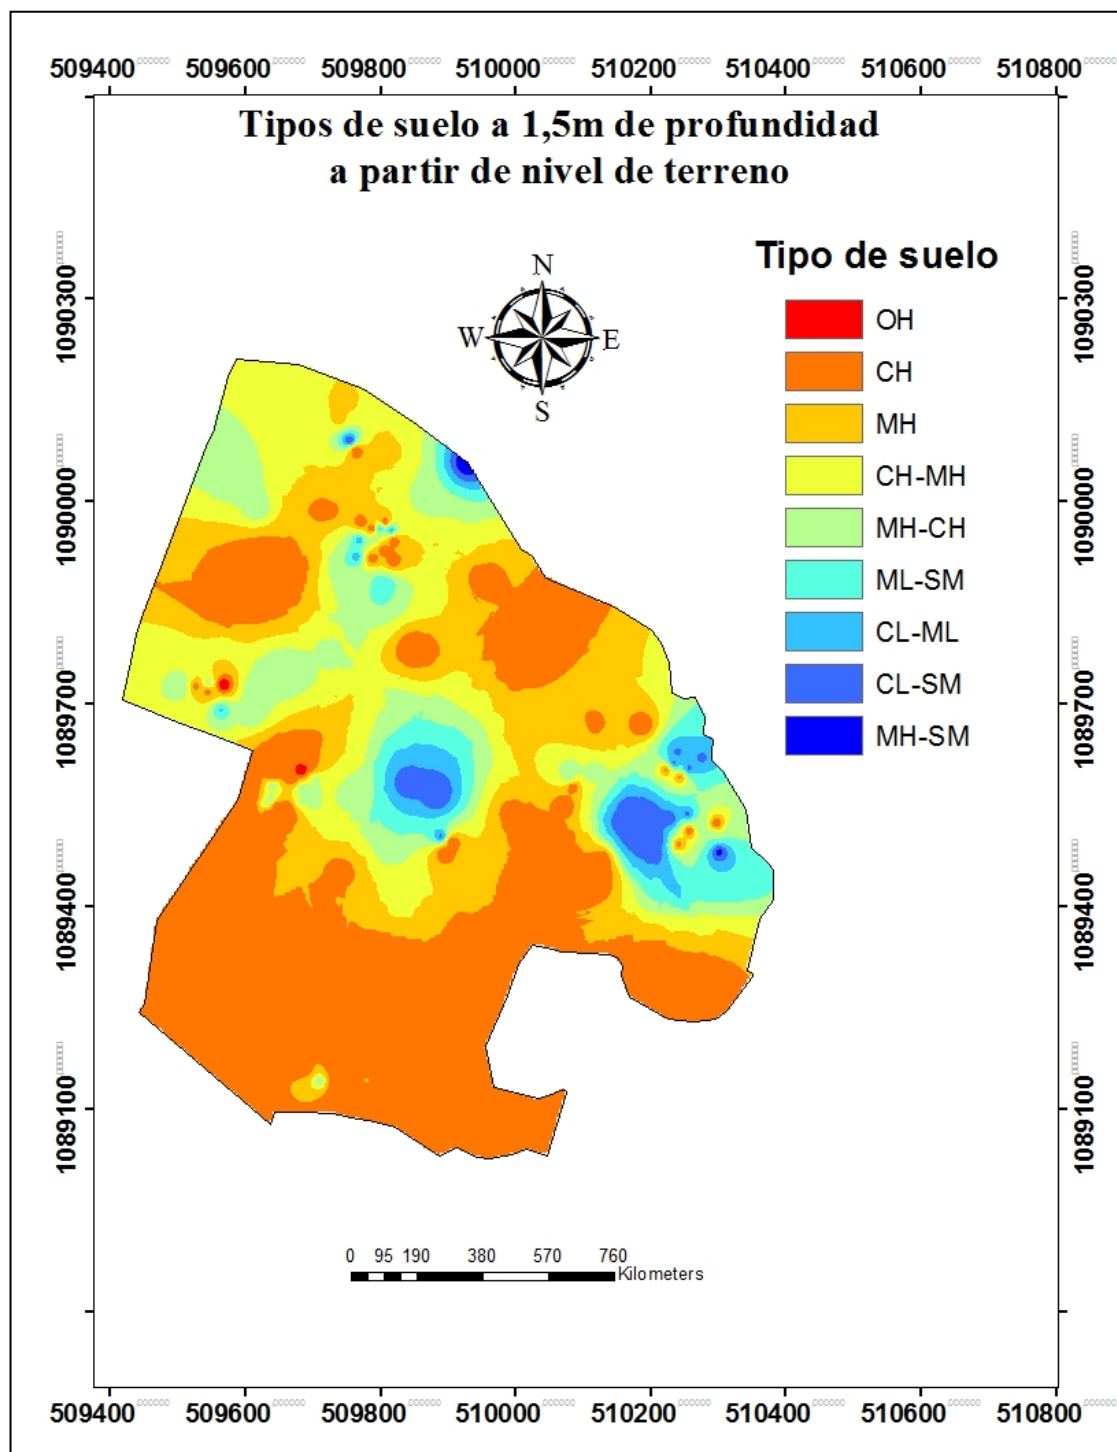 509400 509600 509800 510000 510200 510400 510600 510800
Tipos de suelo a 1,5m de profundidad
a partir de nivel de terreno
N
W E
S
Tipo de suelo
OH
CH
MH
CH-MH
MH-CH
ML-SM
CL-ML
CL-SM
MH-SM
1090300 1090300
1090000 1090000
1089700 1089700
1089400 1089400
1089100 1089100
0 95 190 380 570 760
Kilometers
509400 509600 509800 510000 510200 510400 510600 510800